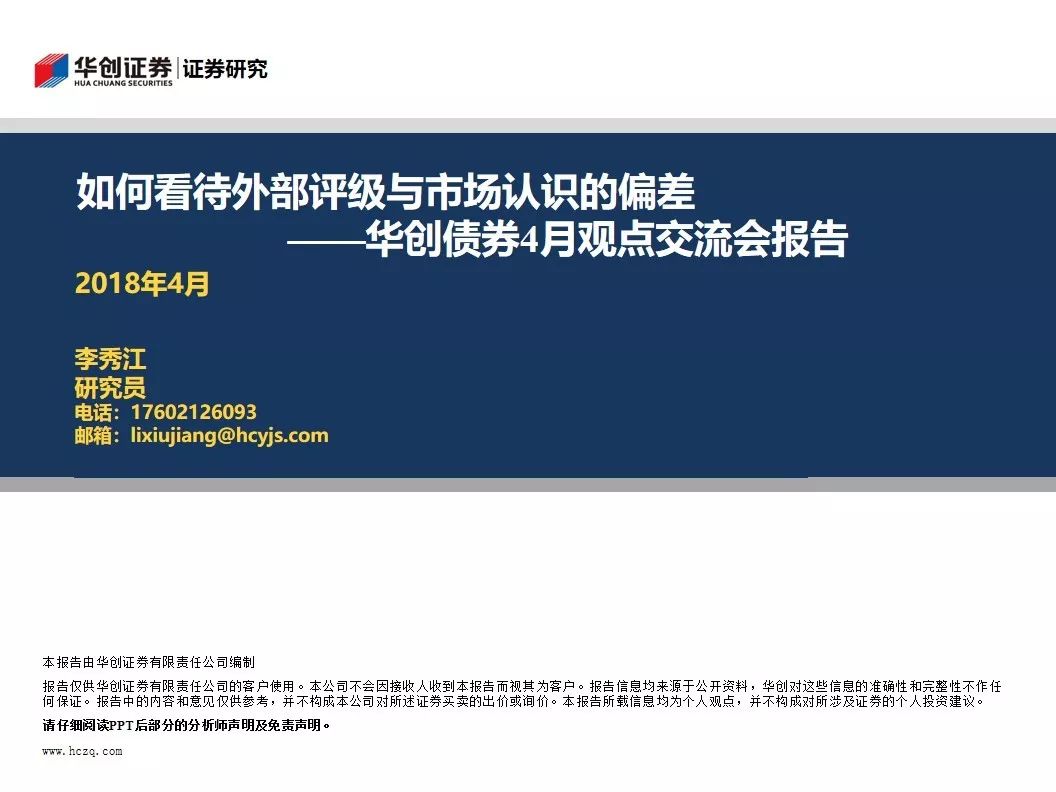 华创证券|证券研究
HUA CHUANG SECURITIES
如何看待外部评级与市场认识的偏差
——华创债券4月观点交流会报告
2018年4月
李秀江
研究员
电话：17602126093
邮箱：lixiujiang@hcyjs.com
本报告由华创证券有限责任公司编制
报告仅供华创证券有限责任公司的客户使用。本公司不会因接收人收到本报告而视其为客户。报告信息均来源于公开资料，华创对这些信息的准确性和完整性不作任
何保证。报告中的内容和意见仅供参考，并不构成本公司对所述证券买卖的出价或询价。本报告所载信息均为个人观点，并不构成对所涉及证券的个人投资建议。
请仔细阅读PPT后部分的分析师声明及免责声明。
www.hczq.com